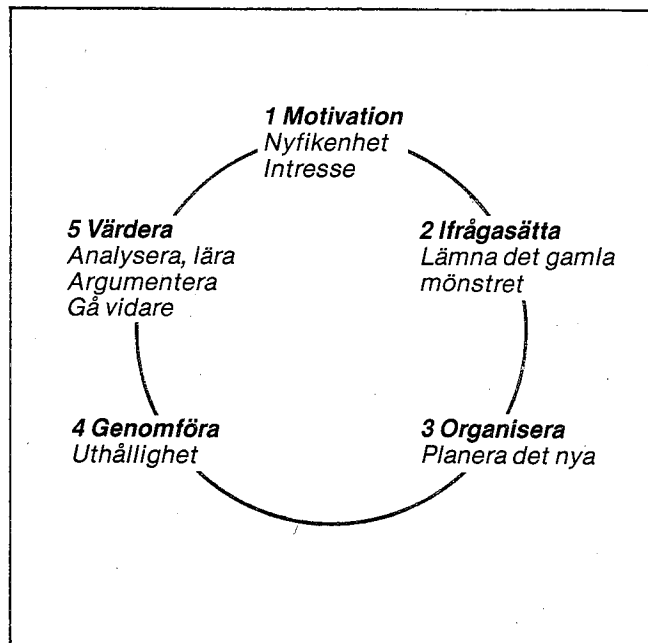 1 Motivation
Nyfikenhet
Intresse
2 Ifrågasätta
Lämna det gamla
mönstret
3 Organisera
Planera det nya
4 Genomföra
Uthållighet
5 Värdera
Analysera, lära
Argumentera
Gå vidare